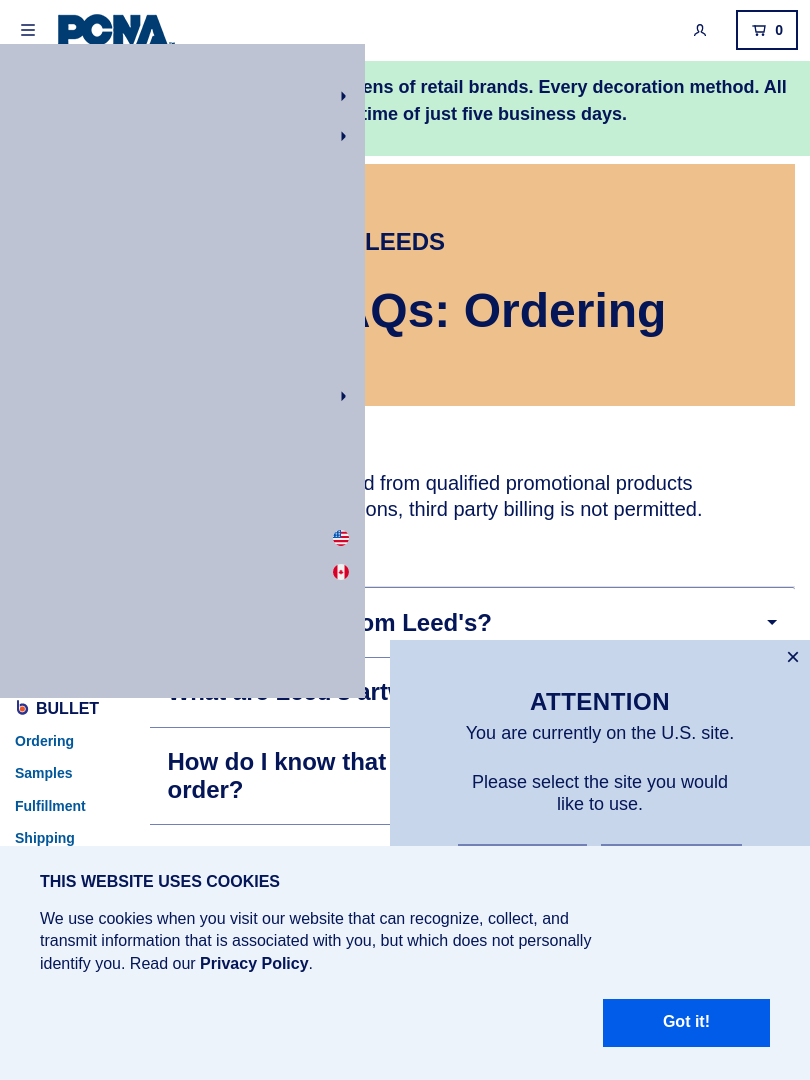 PCNA
0
ens of retail brands. Every decoration method. All
time of just five business days.
LEEDS
AQs: Ordering
d from qualified promotional products
ons, third party billing is not permitted.
om Leed's?
What are Leed's artw
How do I know that
order?
BULLET
Ordering
Samples
Fulfillment
Shipping
ATTENTION
You are currently on the U.S. site.
Please select the site you would
like to use.
THIS WEBSITE USES COOKIES
We use cookies when you visit our website that can recognize, collect, and
transmit information that is associated with you, but which does not personally
identify you. Read our Privacy Policy.
Got it!